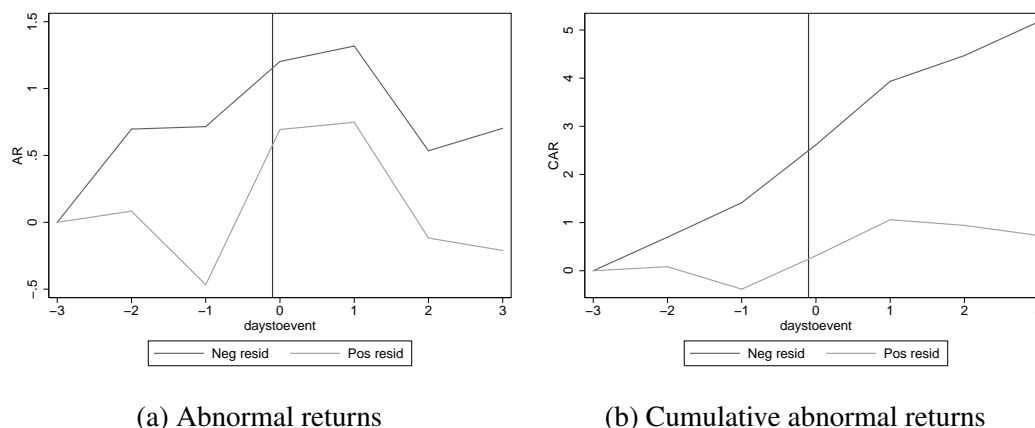 1.5
1
.5
0
−.5
AR
−3 −2 −1 0 1 2 3
daystoevent
Neg resid Pos resid
(a) Abnormal returns
5
4
3
2
1
0
CAR
−3 −2 −1 0 1 2
daystoevent
Neg resid Pos resid
(b) Cumulative abnormal returns